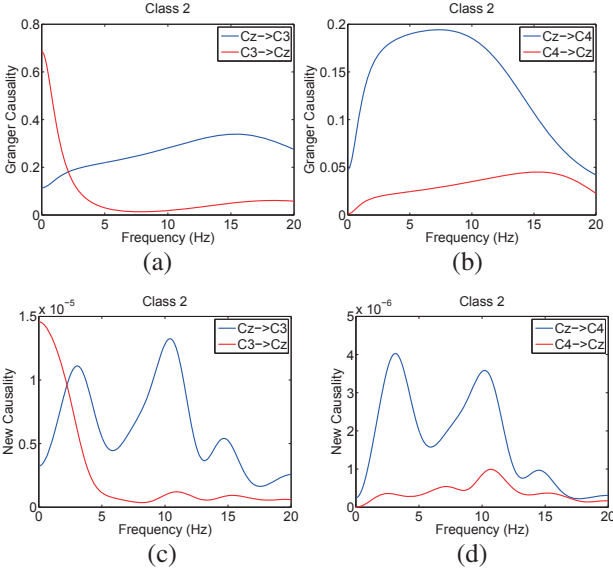 Class 2
Granger Causality
0.8
0.6
0.4
0.2
0
Cz->C3
C3->Cz
0 5 10 15 20
Frequency (Hz)
(a)
Class 2
Granger Causality
0.2
0.15
0.1
0.05
0
Cz->C4
C4->Cz
0 5 10 15 20
Frequency (Hz)
(b)
x 10⁻⁵
Class 2
New Causality
1.5
1
0.5
0
Cz->C3
C3->Cz
0 5 10 15 20
Frequency (Hz)
(c)
x 10⁻⁶
Class 2
New Causality
5
4
3
2
1
0
Cz->C4
C4->Cz
0 5 10 15 20
Frequency (Hz)
(d)